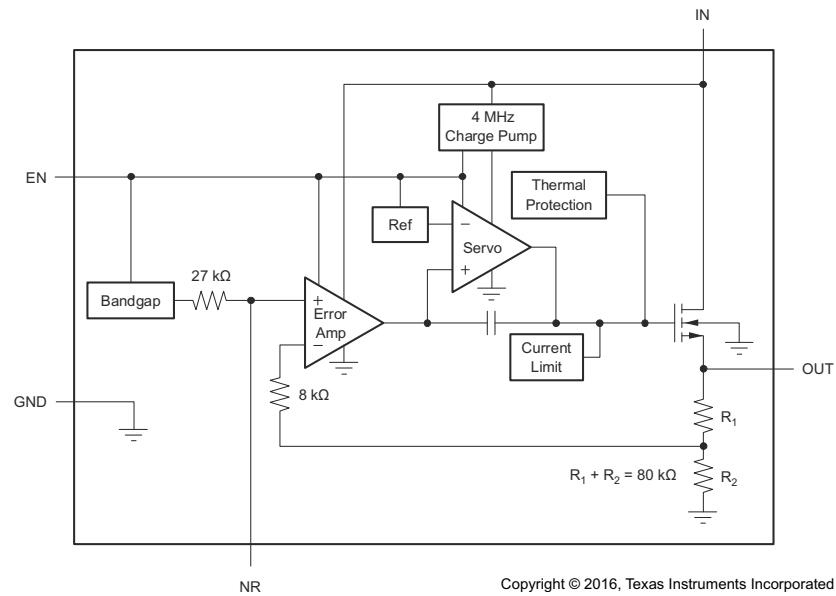 IN
4 MHz
Charge Pump
EN
Thermal
Protection
Ref
−
Servo
+
27 kΩ
Bandgap
+
Error
Amp
−
Current
Limit
OUT
GND
8 kΩ
R1
R1 + R2 = 80 kΩ
R2
NR
Copyright © 2016, Texas Instruments Incorporated